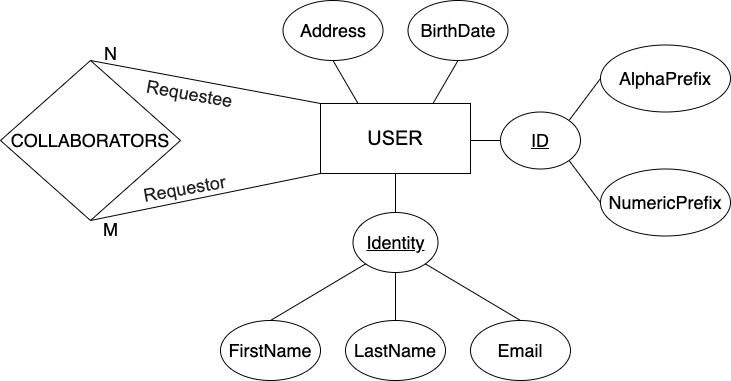 Address
BirthDate
N
Requestee
AlphaPrefix
COLLABORATORS
USER
ID
Requestor
NumericPrefix
M
Identity
FirstName
LastName
Email